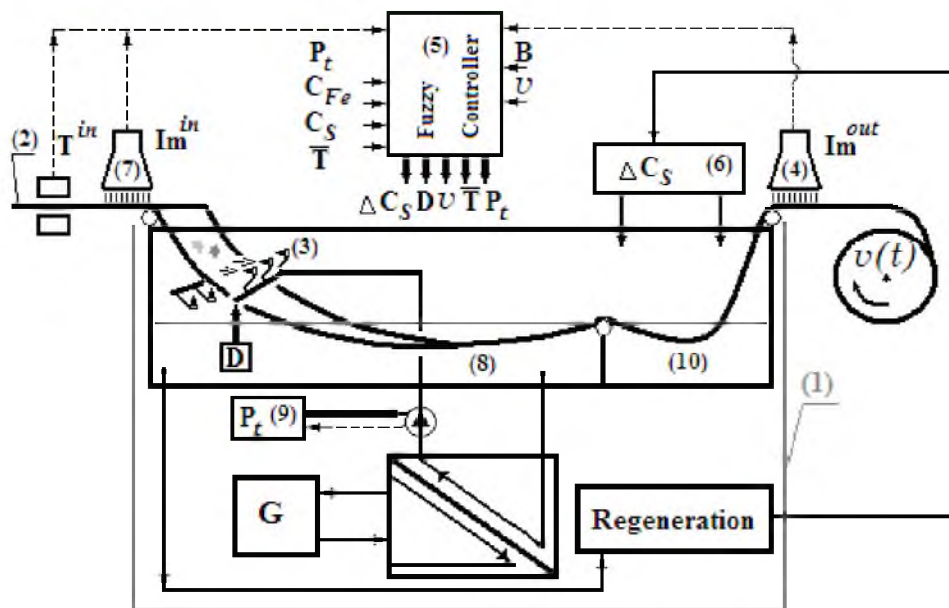 P_t
C_Fe
C_S
T̅
(5)
Fuzzy
Controller
B
υ
(2)
T^in
Im^in
(7)
ΔC_S D υ T̅ P_t
ΔC_S (6)
Im^out
(4)
(3)
υ(t)
D
(8)
(10)
(1)
P_t (9)
G
Regeneration